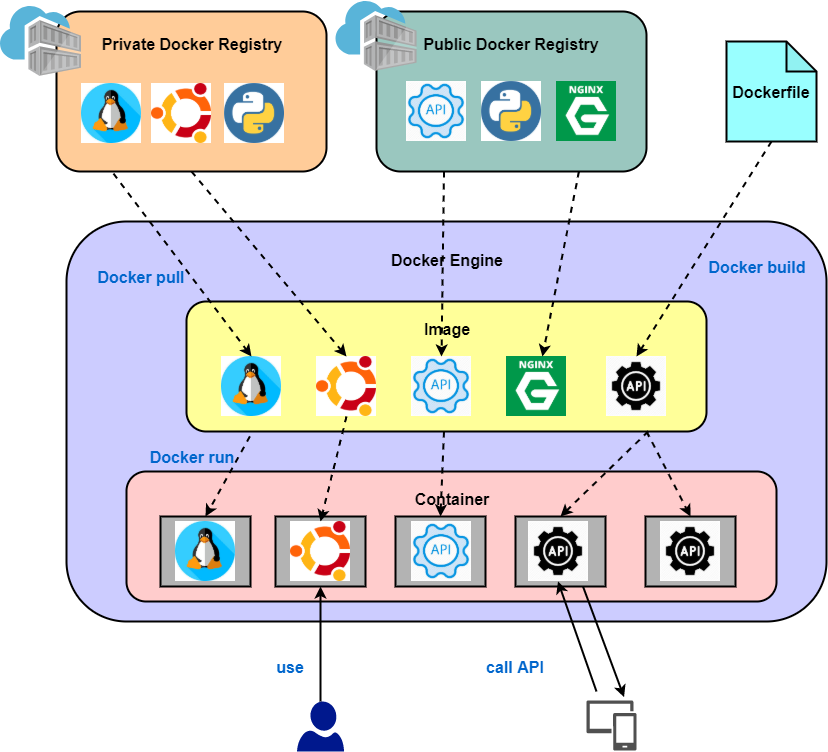 Private Docker Registry
Public Docker Registry
Dockerfile
API
NGINX
Docker Engine
Docker pull
Docker build
Image
API
NGINX
API
Docker run
Container
API
API
API
use
call API